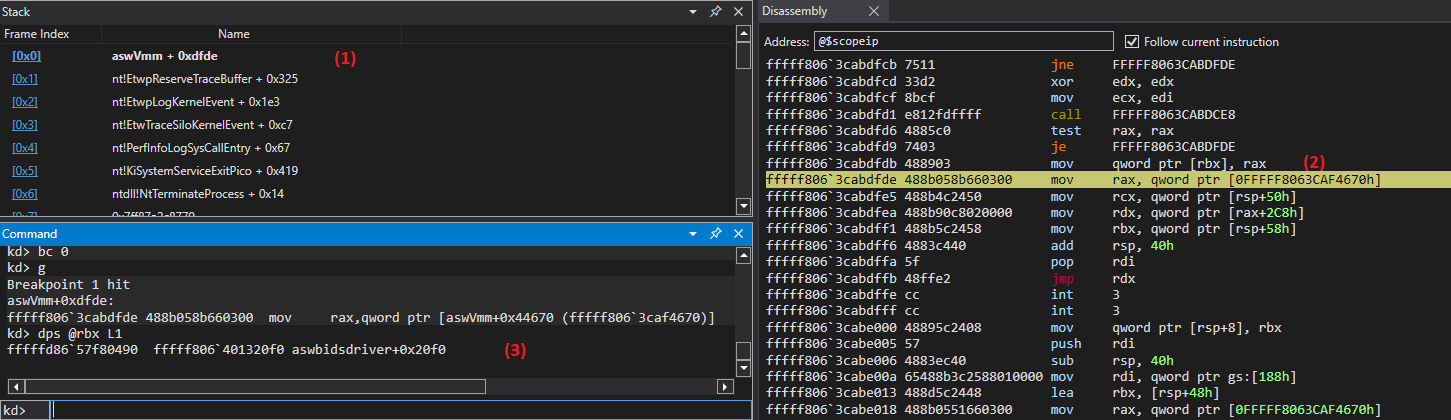 Stack
Frame Index Name
[0x0] aswVmm + 0xdfde (1)
[0x1] nt!EtwpReserveTraceBuffer + 0x325
[0x2] nt!EtwpLogKernelEvent + 0x1e3
[0x3] nt!EtwTraceSiloKernelEvent + 0xc7
[0x4] nt!PerfInfoLogSysCallEntry + 0x67
[0x5] nt!KiSystemServiceExitPico + 0x419
[0x6] ntdll!NtTerminateProcess + 0x14
Command
kd> bc 0
kd> g
Breakpoint 1 hit
aswVmm+0xdfde:
fffff806`3cabdfde 488b058b660300 mov rax,qword ptr [aswVmm+0x44670 (fffff806`3caf4670)]
kd> dps @rbx L1
fffffd86`57f80490 fffff806`401320f0 aswbidsdriver+0x20f0 (3)
kd>
Disassembly
Address: @$scopeip Follow current instruction
fffff806`3cabdfcb 7511 jne FFFFF8063CABDFDE
fffff806`3cabdfcd 33d2 xor edx, edx
fffff806`3cabdfcf 8bcf mov ecx, edi
fffff806`3cabdfd1 e812fdffff call FFFFF8063CABDCE8
fffff806`3cabdfd6 4885c0 test rax, rax
fffff806`3cabdfd9 7403 je FFFFF8063CABDFDE
fffff806`3cabdfdb 488903 mov qword ptr [rbx], rax (2)
fffff806`3cabdfde 488b058b660300 mov rax, qword ptr [0FFFFF8063CAF4670h]
fffff806`3cabdfe5 488b4c2450 mov rcx, qword ptr [rsp+50h]
fffff806`3cabdfea 488b90c8020000 mov rdx, qword ptr [rax+2C8h]
fffff806`3cabdff1 488b5c2458 mov rbx, qword ptr [rsp+58h]
fffff806`3cabdff6 4883c440 add rsp, 40h
fffff806`3cabdffa 5f pop rdi
fffff806`3cabdffb 48ffe2 jmp rdx
fffff806`3cabdffe cc int 3
fffff806`3cabdfff cc int 3
fffff806`3cabe000 48895c2408 mov qword ptr [rsp+8], rbx
fffff806`3cabe005 57 push rdi
fffff806`3cabe006 4883ec40 sub rsp, 40h
fffff806`3cabe00a 65488b3c2588010000 mov rdi, qword ptr gs:[188h]
fffff806`3cabe013 488d5c2448 lea rbx, [rsp+48h]
fffff806`3cabe018 488b0551660300 mov rax, qword ptr [0FFFFF8063CAF4670h]